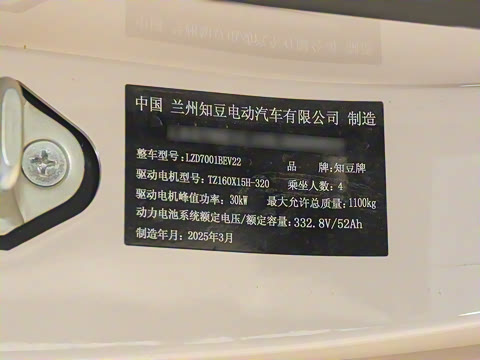 中国 兰州知豆电动汽车有限公司 制造
整车型号:LZD7001BEV22 品 牌:知豆牌
驱动电机型号:TZ160X15H-320 乘坐人数:4
驱动电机峰值功率:30kW 最大允许总质量:1100kg
动力电池系统额定电压/额定容量:332.8V/52Ah
制造年月:2025年3月